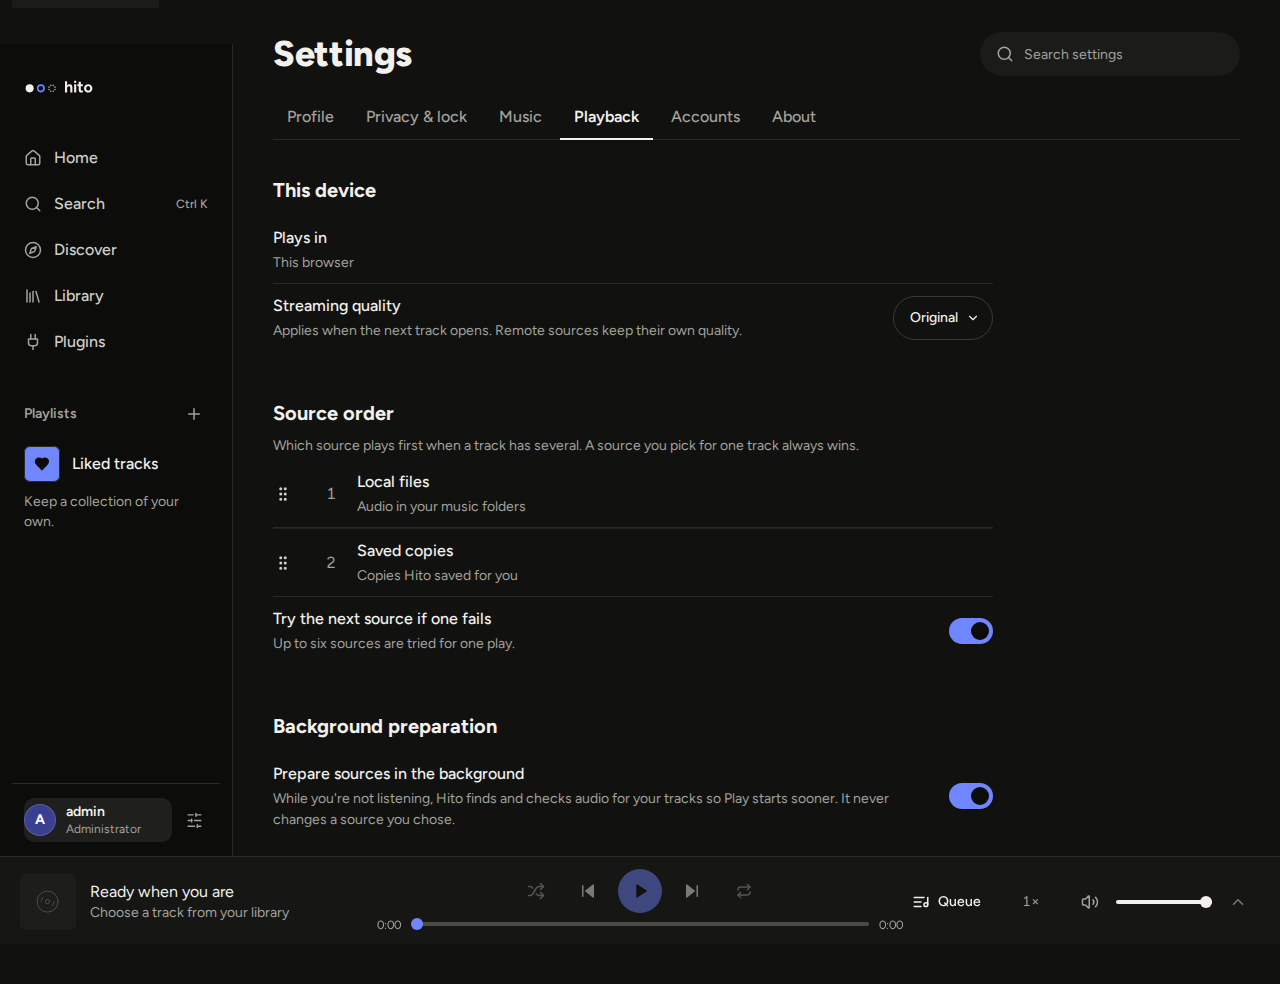 Settings
Search settings
hito
Profile
Privacy & lock
Music
Playback
Accounts
About
Home
Search
Ctrl K
Discover
Library
Plugins
Playlists
Liked tracks
Keep a collection of your
own.
admin
A
Administrator
This device
Plays in
This browser
Streaming quality
Applies when the next track opens. Remote sources keep their own quality.
Original
Source order
Which source plays first when a track has several. A source you pick for one track always wins.
1
Local files
Audio in your music folders
2
Saved copies
Copies Hito saved for you
Try the next source if one fails
Up to six sources are tried for one play.
Background preparation
Prepare sources in the background
While you're not listening, Hito finds and checks audio for your tracks so Play starts sooner. It never
changes a source you chose.
Ready when you are
Choose a track from your library
0:00
0:00
Queue
1×